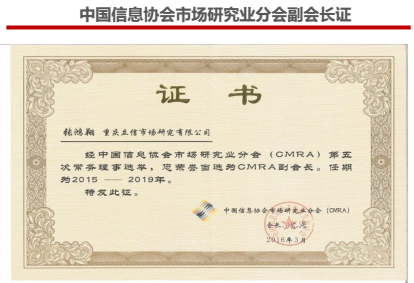 中国信息协会市场研究业分会副会长证
证 书
张鸿翔 重庆立信市场研究有限公司
经中国信息协会市场研究业分会（CMRA）第五
次常务理事选举，您荣誉当选为CMRA副会长。任期
为2015 —— 2019年。
特发此证。
中国信息协会市场研究业分会（CMRA）
会长
2016年3月